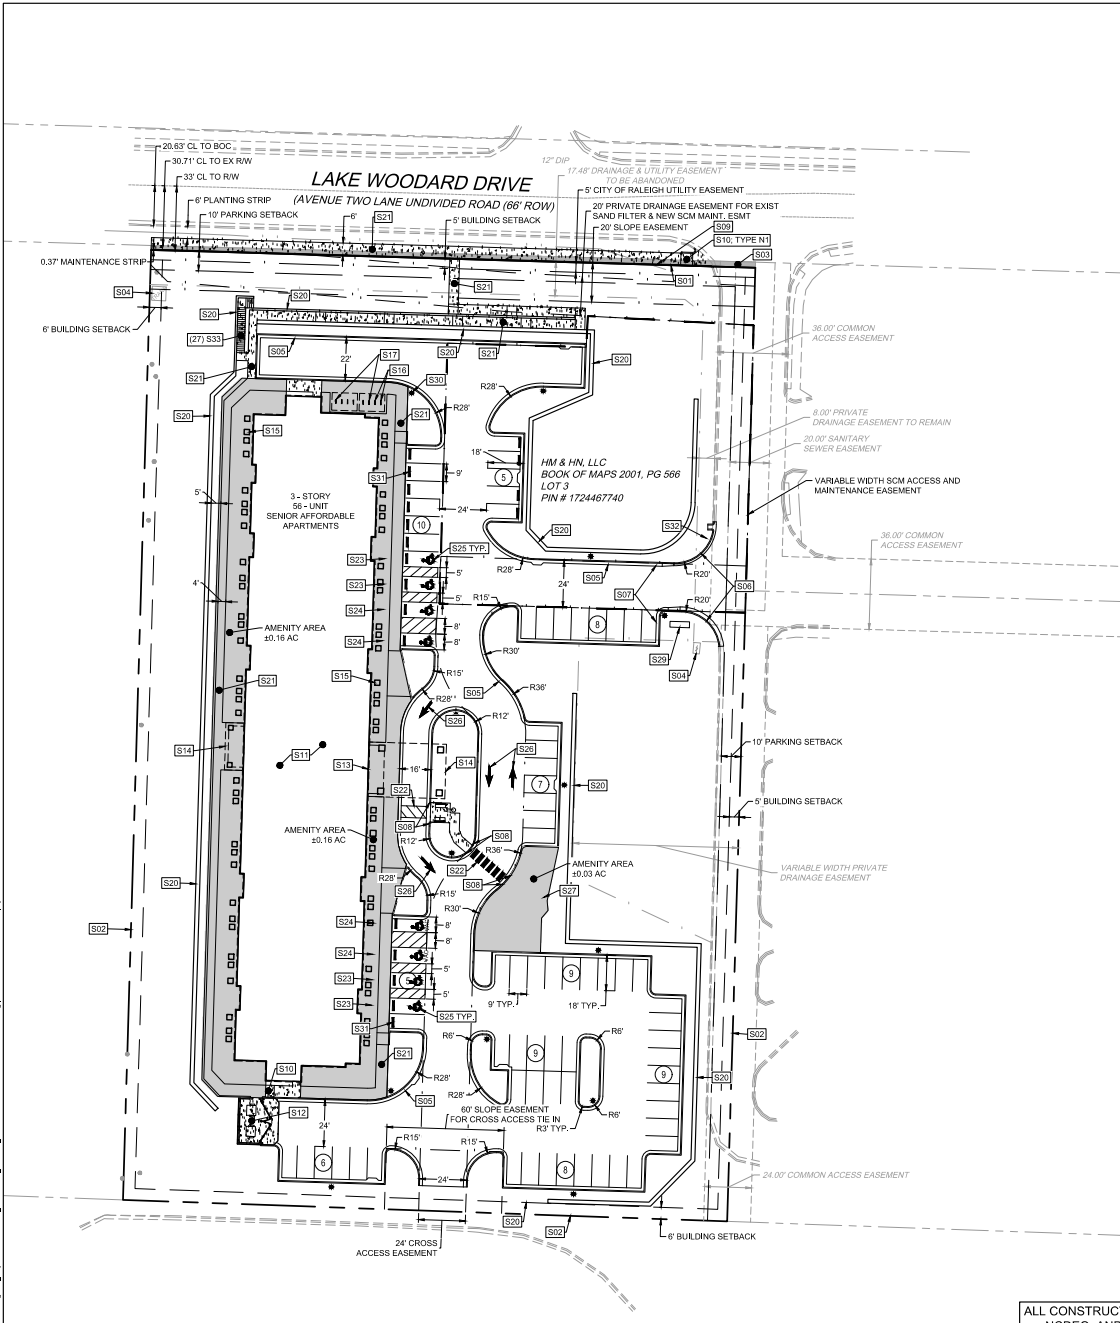 20.63' CL TO BOC
30.71' CL TO EX R/W
33' CL TO R/W
LAKE WOODARD DRIVE
(AVENUE TWO LANE UNDIVIDED ROAD (66' ROW)
12" DIP
17.48' DRAINAGE & UTILITY EASEMENT
TO BE ABANDONED
5' CITY OF RALEIGH UTILITY EASEMENT
6' PLANTING STRIP
10' PARKING SETBACK
6'
S21
5' BUILDING SETBACK
20' PRIVATE DRAINAGE EASEMENT FOR EXIST
SAND FILTER & NEW SCM MAINT. ESMT
20' SLOPE EASEMENT
S09
S10; TYPE N1
S03
0.37' MAINTENANCE STRIP
S01
S04
S20
S21
S20
6' BUILDING SETBACK
(27) S33
S05
22'
S20
S21
S20
36.00' COMMON
ACCESS EASEMENT
S17
S16
S21
S30
R28'
R28'
S20
S21
8.00' PRIVATE
DRAINAGE EASEMENT TO REMAIN
20.00' SANITARY
SEWER EASEMENT
S15
18'
HM & HN, LLC
BOOK OF MAPS 2001, PG 566
LOT 3
PIN # 1724467740
S31
9'
5
VARIABLE WIDTH SCM ACCESS AND
MAINTENANCE EASEMENT
5'
3 - STORY
56 - UNIT
SENIOR AFFORDABLE
APARTMENTS
24'
10
S20
S32
36.00' COMMON
ACCESS EASEMENT
S25 TYP.
S23
R28'
S05
R20'
5'
24'
S23
S06
4'
S07
5'
R15'
R20'
S24
AMENITY AREA
±0.16 AC
8'
8
S24
8'
R30'
S29
S04
S15
R15'
S21
S05
R36'
R28'
S26
R12'
S14
10' PARKING SETBACK
S11
S26
S13
16'
S14
7
S20
S22
5' BUILDING SETBACK
S08
AMENITY AREA
±0.16 AC
R12'
S08
R36'
S22
AMENITY AREA
±0.03 AC
VARIABLE WIDTH PRIVATE
DRAINAGE EASEMENT
R28'
S08
S20
S26
R15'
S27
R30'
S24
8'
S02
8'
S24
5'
9
S23
5
5'
9' TYP.
18' TYP.
S23
S25 TYP.
S31
R6'
R6'
S02
S21
9
S10
R28'
9
S20
R28'
S05
60' SLOPE EASEMENT
FOR CROSS ACCESS TIE IN
R6'
S12
R3' TYP.
24'
R15'
R15'
6
8
24'
24.00' COMMON ACCESS EASEMENT
S20
S02
6' BUILDING SETBACK
24' CROSS
ACCESS EASEMENT
ALL CONSTRUCT